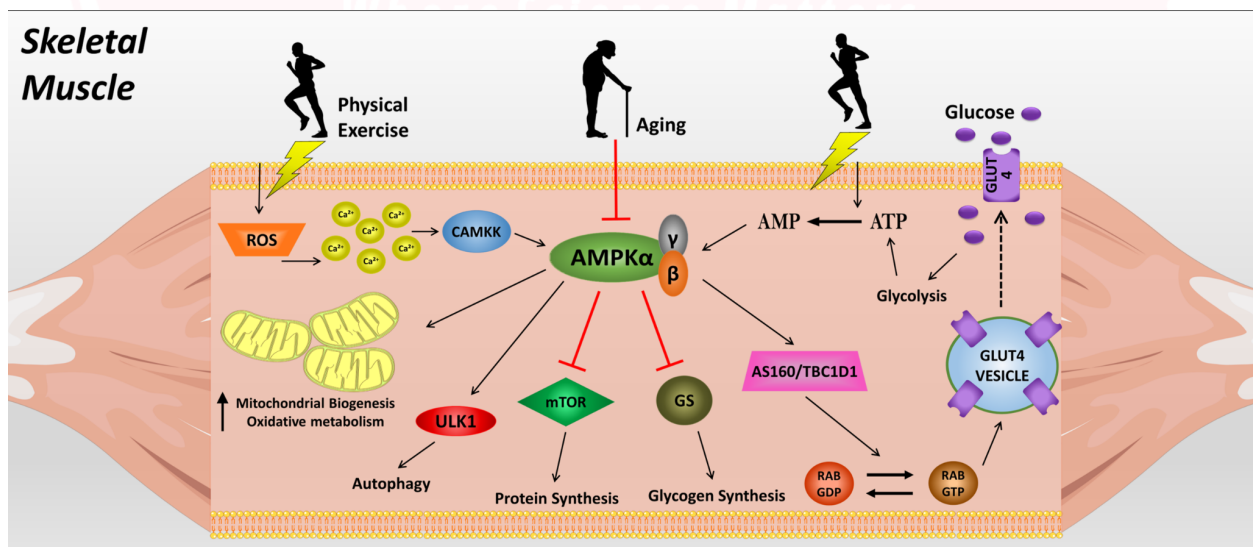 Skeletal
Muscle
Physical
Exercise
Aging
Glucose
GLUT
4
ROS
Ca²⁺
Ca²⁺
Ca²⁺
Ca²⁺
Ca²⁺
Ca²⁺
Ca²⁺
CAMKK
AMPKα
γ
β
AMP
ATP
Glycolysis
GLUT4
VESICLE
AS160/TBC1D1
Mitochondrial Biogenesis
Oxidative metabolism
ULK1
mTOR
GS
Autophagy
Protein Synthesis
Glycogen Synthesis
RAB
GDP
RAB
GTP